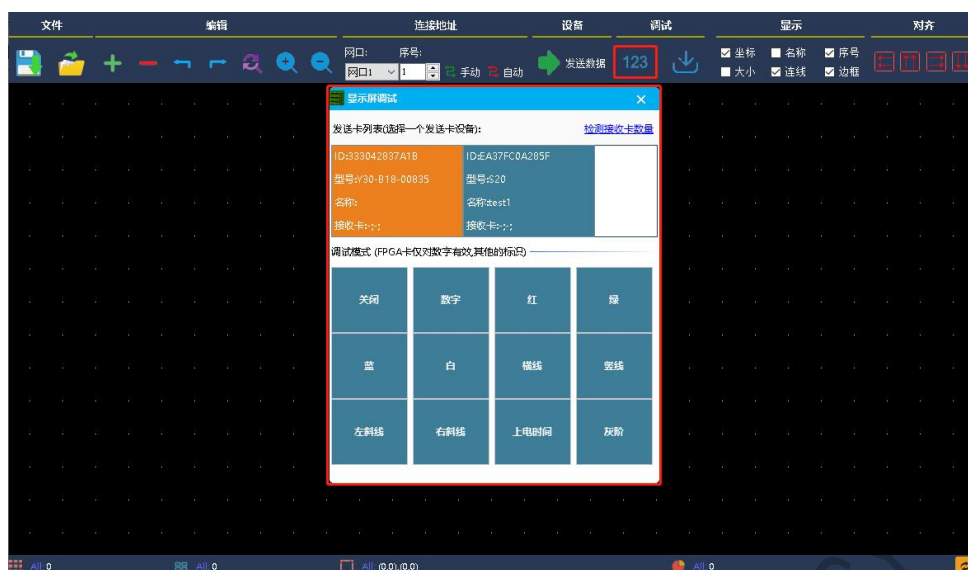 文件 编辑 连接地址 设备 调试 显示 对齐
网口: 序号:
网口1 1 手动 自动 发送数据 123
坐标 名称 序号
大小 连线 边框
显示屏调试
发送卡列表(选择一个发送卡设备): 检测接收卡数量
ID:333042837A1B ID:EA37FC0A285F
型号:Y30-B18-00835 型号:S20
名称: 名称:test1
接收卡:-;-; 接收卡:-;-;
调试模式 (FPGA卡仅对数字有效,其他的标识)
关闭 数字 红 绿
蓝 白 横线 竖线
左斜线 右斜线 上电时间 灰阶
All: 0 All: 0 All: (0,0),(0,0) All: 0